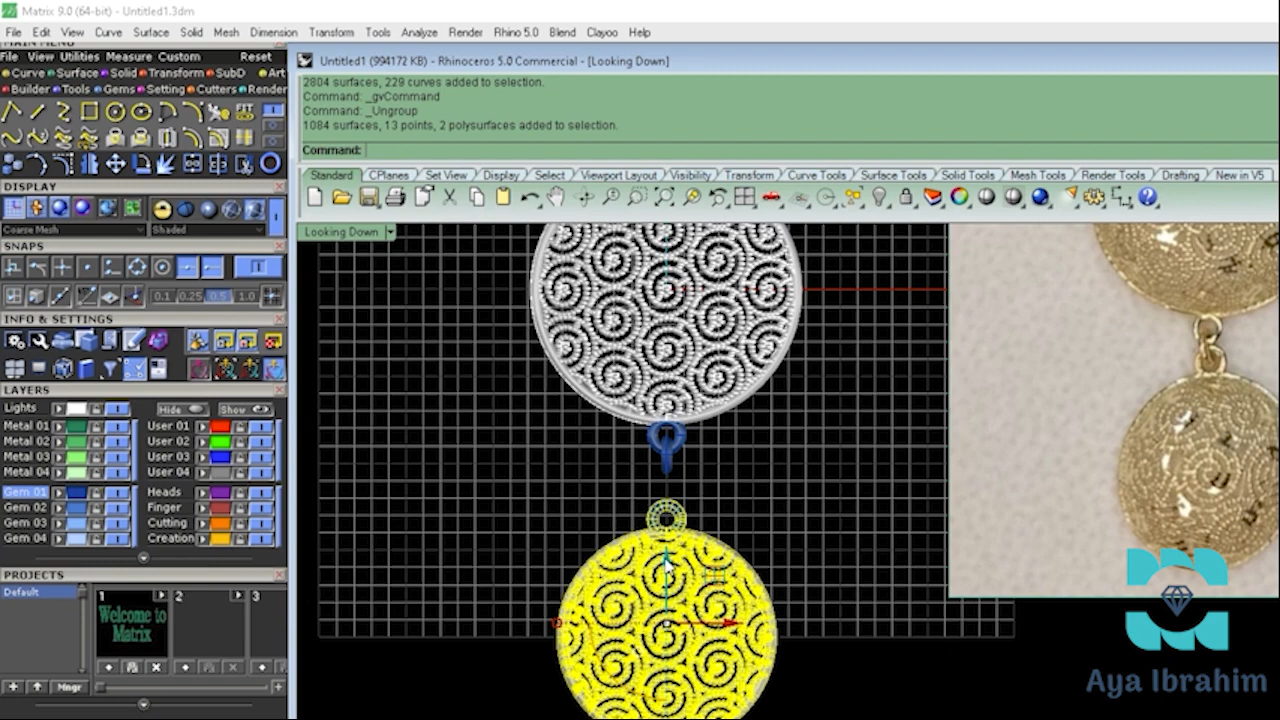 Matrix 9.0 (64-bit) - Untitled1.3dm
File Edit View Curve Surface Solid Mesh Dimension Transform Tools Analyze Render Rhino 5.0 Blend Clayoo Help
MAIN MENU
File View Utilities Measure Custom Reset
Curve Surface Solid Transform SubD Art
Builder Tools Gems Setting Cutters Render
DISPLAY
Coarse Mesh Shaded
SNAPS
0.1 0.25 0.5 1.0
INFO & SETTINGS
LAYERS
Lights Hide Show
Metal 01 User 01
Metal 02 User 02
Metal 03 User 03
Metal 04 User 04
Gem 01 Heads
Gem 02 Finger
Gem 03 Cutting
Gem 04 Creation
PROJECTS
Default
1 2 3
Welcome to
Matrix
Mngr
Untitled1 (994172 KB) - Rhinoceros 5.0 Commercial - [Looking Down]
2804 surfaces, 229 curves added to selection.
Command: _gvCommand
Command: _Ungroup
1084 surfaces, 13 points, 2 polysurfaces added to selection.
Command:
Standard CPlanes Set View Display Select Viewport Layout Visibility Transform Curve Tools Surface Tools Solid Tools Mesh Tools Render Tools Drafting New in V5
Looking Down
Aya Ibrahim